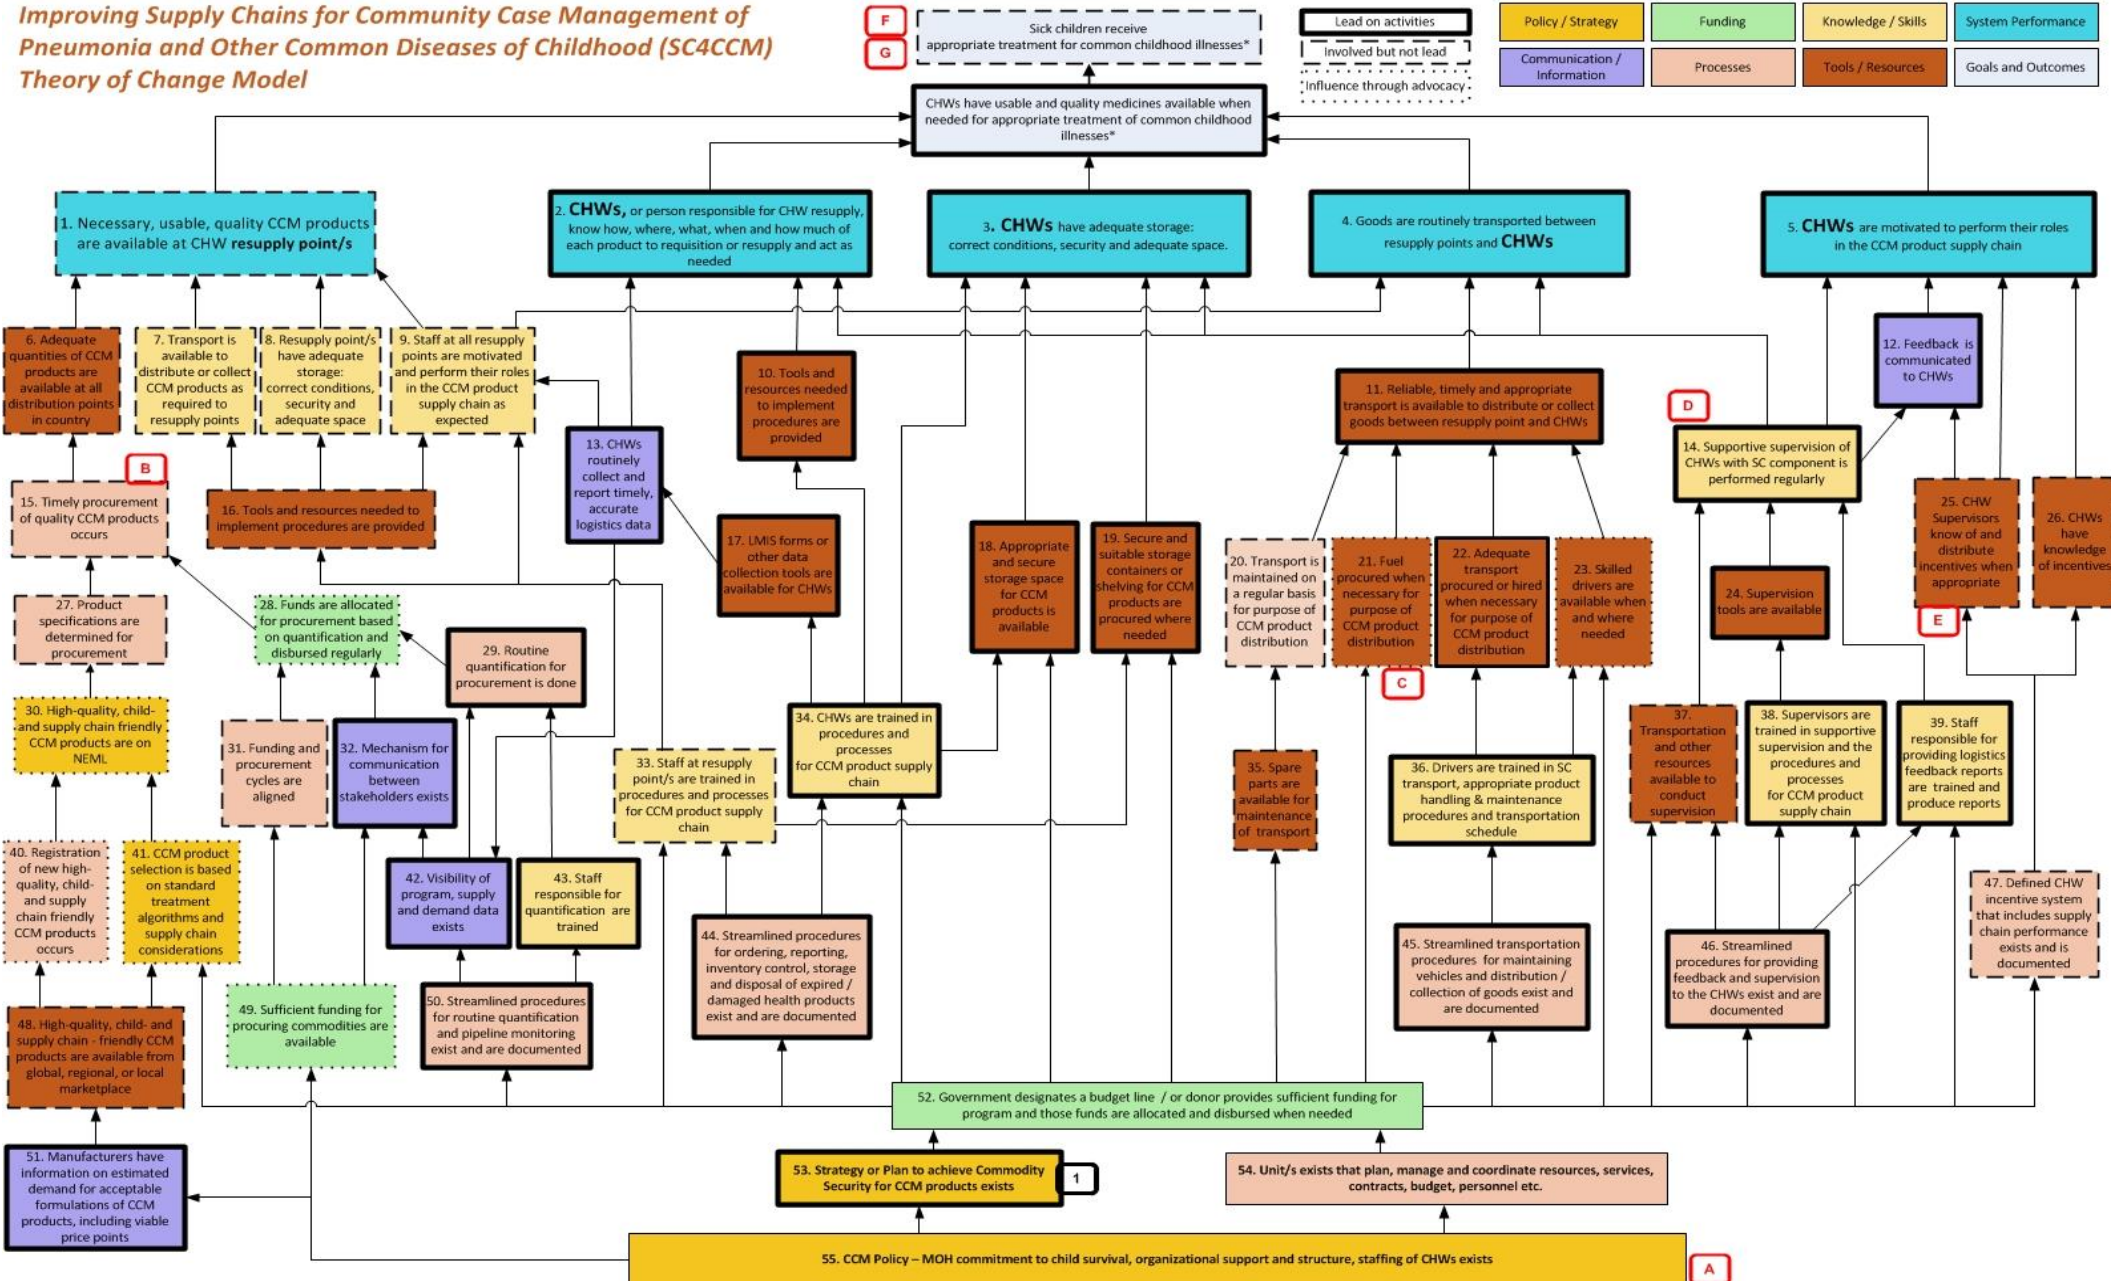 Improving Supply Chains for Community Case Management of
Pneumonia and Other Common Diseases of Childhood (SC4CCM)
Theory of Change Model
F
G
Sick children receive
appropriate treatment for common childhood illnesses*
Lead on activities
Involved but not lead
Influence through advocacy
Policy / Strategy
Funding
Knowledge / Skills
System Performance
Communication /
Information
Processes
Tools / Resources
Goals and Outcomes
CHWs have usable and quality medicines available when
needed for appropriate treatment of common childhood
illnesses*
1. Necessary, usable, quality CCM products
are available at CHW resupply point/s
2. CHWs, or person responsible for CHW resupply,
know how, where, what, when and how much of
each product to requisition or resupply and act as
needed
3. CHWs have adequate storage:
correct conditions, security and adequate space.
4. Goods are routinely transported between
resupply points and CHWs
5. CHWs are motivated to perform their roles
in the CCM product supply chain
6. Adequate
quantities of CCM
products are
available at all
distribution points
in country
7. Transport is
available to
distribute or collect
CCM products as
required to
resupply points
8. Resupply point/s
have adequate
storage:
correct conditions,
security and
adequate space
9. Staff at all resupply
points are motivated
and perform their roles
in the CCM product
supply chain as
expected
10. Tools and
resources needed
to implement
procedures are
provided
11. Reliable, timely and appropriate
transport is available to distribute or collect
goods between resupply point and CHWs
12. Feedback is
communicated
to CHWs
13. CHWs
routinely
collect and
report timely,
accurate
logistics data
D
14. Supportive supervision of
CHWs with SC component is
performed regularly
B
15. Timely procurement
of quality CCM products
occurs
16. Tools and resources needed to
implement procedures are provided
17. LMIS forms or
other data
collection tools are
available for CHWs
18. Appropriate
and secure
storage space
for CCM
products is
available
19. Secure and
suitable storage
containers or
shelving for CCM
products are
procured where
needed
20. Transport is
maintained on
a regular basis
for purpose of
CCM product
distribution
21. Fuel
procured when
necessary for
purpose of
CCM product
distribution
22. Adequate
transport
procured or hired
when necessary
for purpose of
CCM product
distribution
23. Skilled
drivers are
available when
and where
needed
24. Supervision
tools are available
25. CHW
Supervisors
know of and
distribute
incentives when
appropriate
26. CHWs
have
knowledge
of incentives
E
C
27. Product
specifications are
determined for
procurement
28. Funds are allocated
for procurement based
on quantification and
disbursed regularly
29. Routine
quantification for
procurement is done
30. High-quality, child-
and supply chain friendly
CCM products are on
NEML
31. Funding and
procurement
cycles are
aligned
32. Mechanism for
communication
between
stakeholders exists
33. Staff at resupply
point/s are trained in
procedures and processes
for CCM product supply
chain
34. CHWs are trained in
procedures and
processes
for CCM product supply
chain
35. Spare
parts are
available for
maintenance
of transport
36. Drivers are trained in SC
transport, appropriate product
handling & maintenance
procedures and transportation
schedule
37.
Transportation
and other
resources
available to
conduct
supervision
38. Supervisors are
trained in supportive
supervision and the
procedures and
processes
for CCM product
supply chain
39. Staff
responsible for
providing logistics
feedback reports
are trained and
produce reports
40. Registration
of new high-
quality, child-
and supply
chain friendly
CCM products
occurs
41. CCM product
selection is based
on standard
treatment
algorithms and
supply chain
considerations
42. Visibility of
program, supply
and demand data
exists
43. Staff
responsible for
quantification are
trained
44. Streamlined procedures
for ordering, reporting,
inventory control, storage
and disposal of expired /
damaged health products
exist and are documented
45. Streamlined transportation
procedures for maintaining
vehicles and distribution /
collection of goods exist and
are documented
46. Streamlined
procedures for providing
feedback and supervision
to the CHWs exist and are
documented
47. Defined CHW
incentive system
that includes supply
chain performance
exists and is
documented
48. High-quality, child- and
supply chain - friendly CCM
products are available from
global, regional, or local
marketplace
49. Sufficient funding for
procuring commodities are
available
50. Streamlined procedures
for routine quantification
and pipeline monitoring
exist and are documented
51. Manufacturers have
information on estimated
demand for acceptable
formulations of CCM
products, including viable
price points
52. Government designates a budget line / or donor provides sufficient funding for
program and those funds are allocated and disbursed when needed
53. Strategy or Plan to achieve Commodity
Security for CCM products exists
1
54. Unit/s exists that plan, manage and coordinate resources, services,
contracts, budget, personnel etc.
55. CCM Policy – MOH commitment to child survival, organizational support and structure, staffing of CHWs exists
A